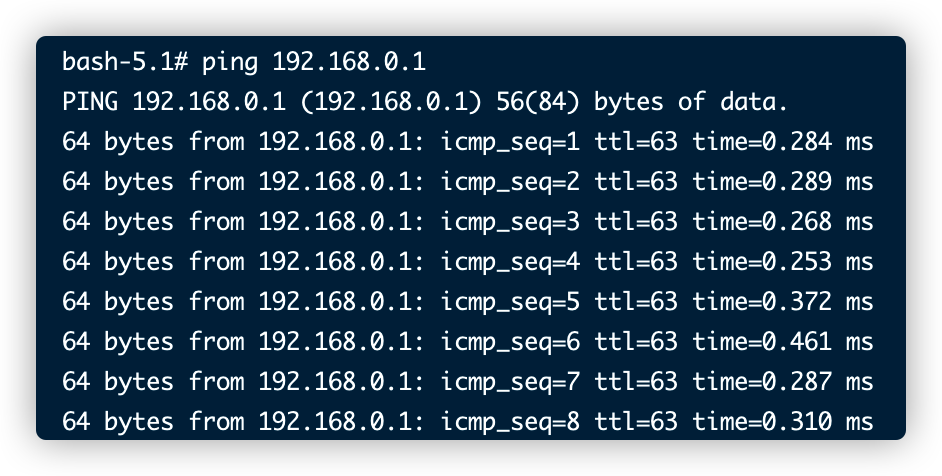 bash-5.1# ping 192.168.0.1
PING 192.168.0.1 (192.168.0.1) 56(84) bytes of data.
64 bytes from 192.168.0.1: icmp_seq=1 ttl=63 time=0.284 ms
64 bytes from 192.168.0.1: icmp_seq=2 ttl=63 time=0.289 ms
64 bytes from 192.168.0.1: icmp_seq=3 ttl=63 time=0.268 ms
64 bytes from 192.168.0.1: icmp_seq=4 ttl=63 time=0.253 ms
64 bytes from 192.168.0.1: icmp_seq=5 ttl=63 time=0.372 ms
64 bytes from 192.168.0.1: icmp_seq=6 ttl=63 time=0.461 ms
64 bytes from 192.168.0.1: icmp_seq=7 ttl=63 time=0.287 ms
64 bytes from 192.168.0.1: icmp_seq=8 ttl=63 time=0.310 ms